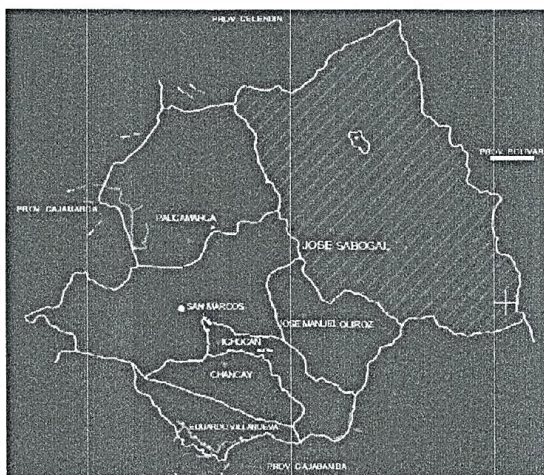 PROV. CELENDIN
PROV. BOLIVAR
PROV. CAJAMARCA
PAUCAMARCA
JOSE SABOGAL
SAN MARCOS
JOSE MANUEL QUIROZ
ICHOCAN
CHANCAY
EDUARDO VILLANUEVA
PROV. CAJABAMBA